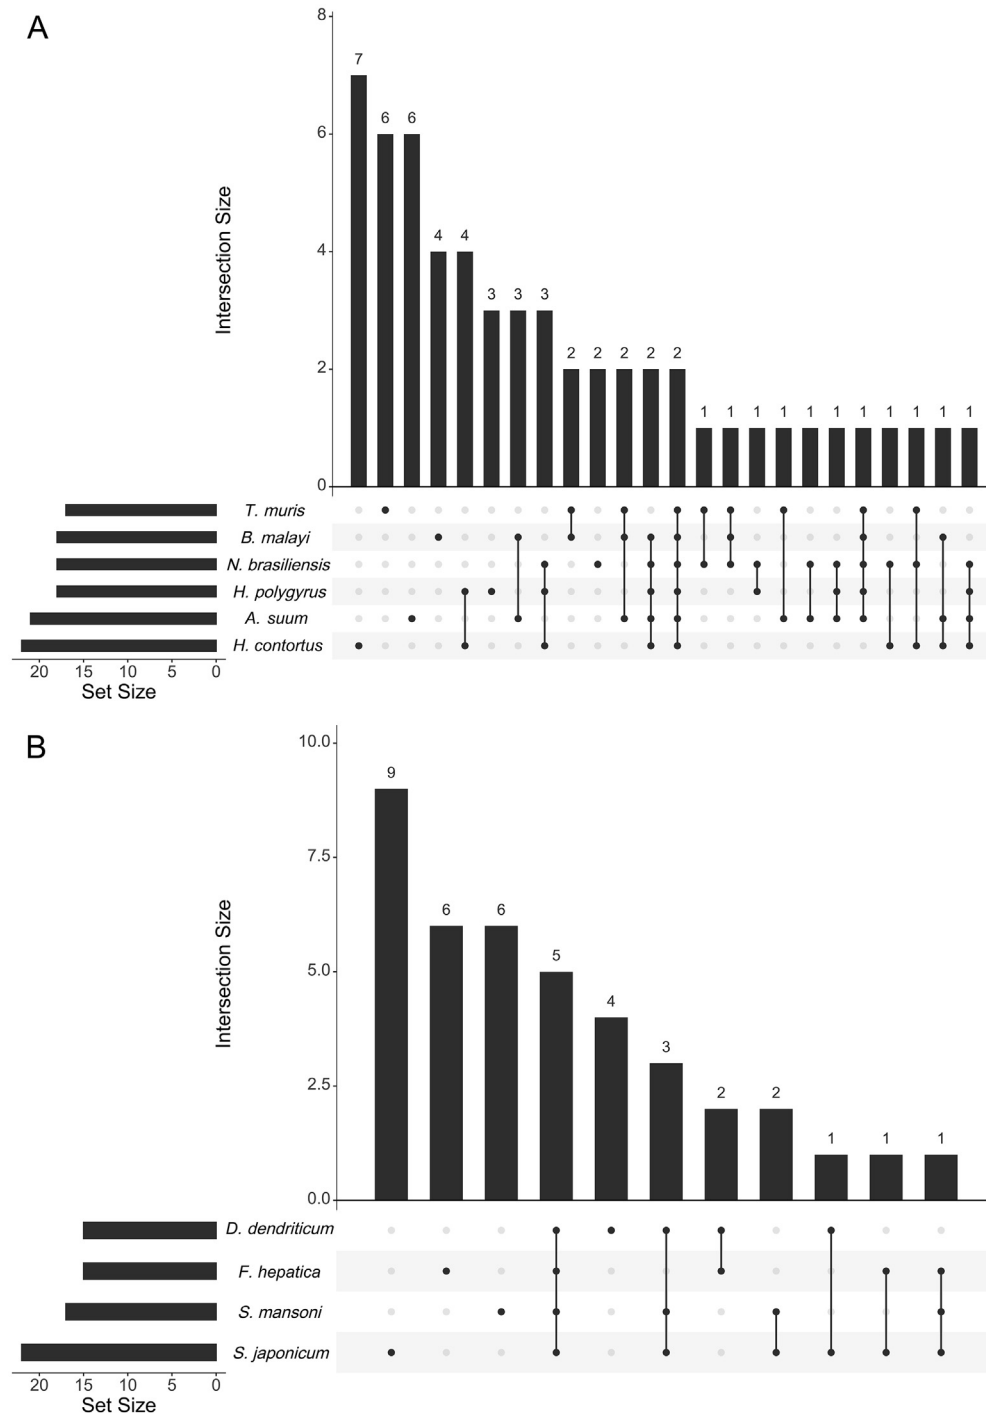 A
Intersection Size
8
6
4
2
0
7 6 6 4 4 3 3 3 2 2 2 2 2 1 1 1 1 1 1 1 1 1 1 1
T. muris
B. malayi
N. brasiliensis
H. polygyrus
A. suum
H. contortus
20 15 10 5 0
Set Size
B
Intersection Size
10.0
7.5
5.0
2.5
0.0
9 6 6 5 4 3 2 2 1 1 1
D. dendriticum
F. hepatica
S. mansoni
S. japonicum
20 15 10 5 0
Set Size